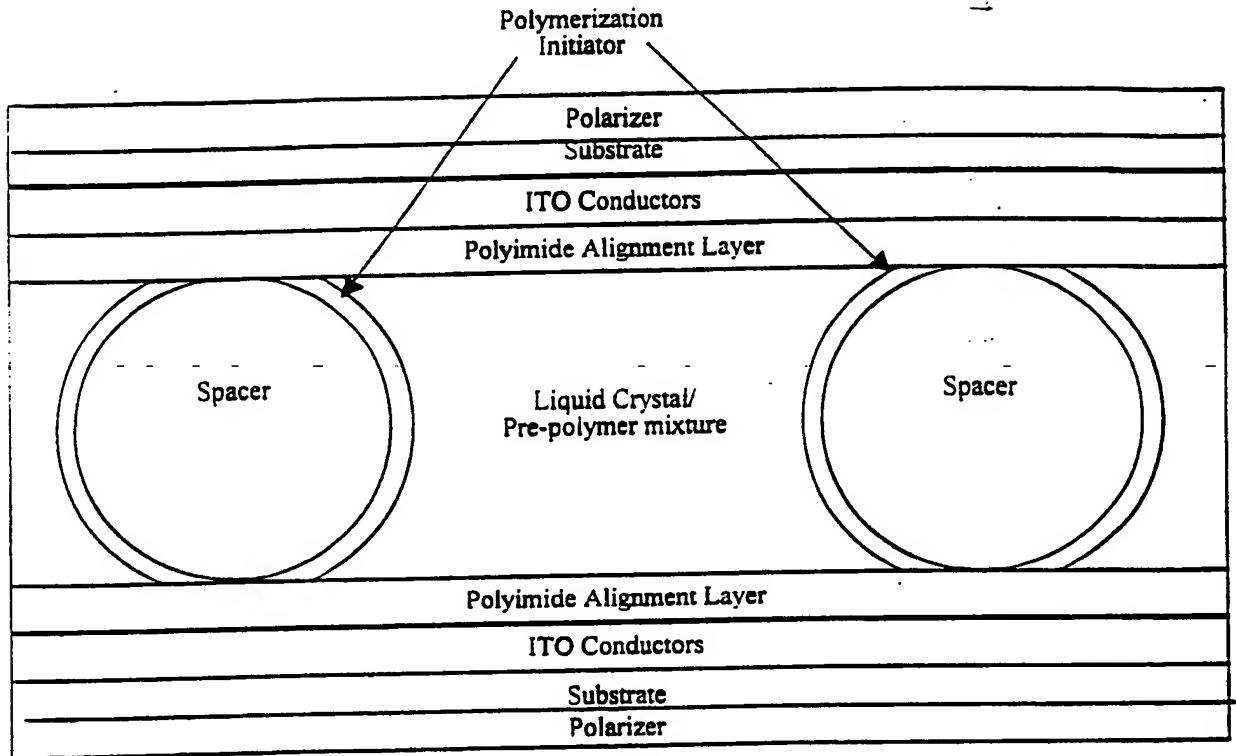 Polymerization
Initiator
Polarizer
Substrate
ITO Conductors
Polyimide Alignment Layer
Spacer
Liquid Crystal/
Pre-polymer mixture
Spacer
Polyimide Alignment Layer
ITO Conductors
Substrate
Polarizer